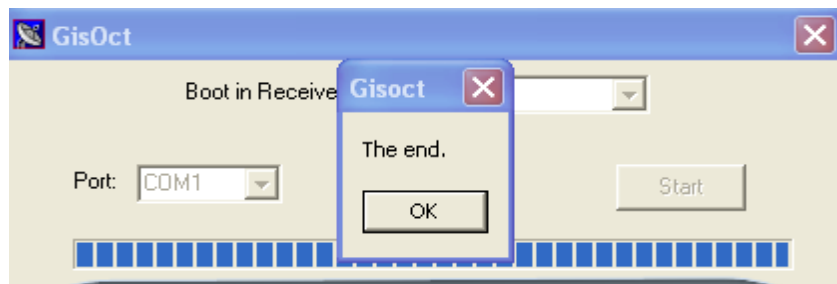 GisOct
Boot in Receive
Gisoct
The end.
Port:
COM1
Start
OK